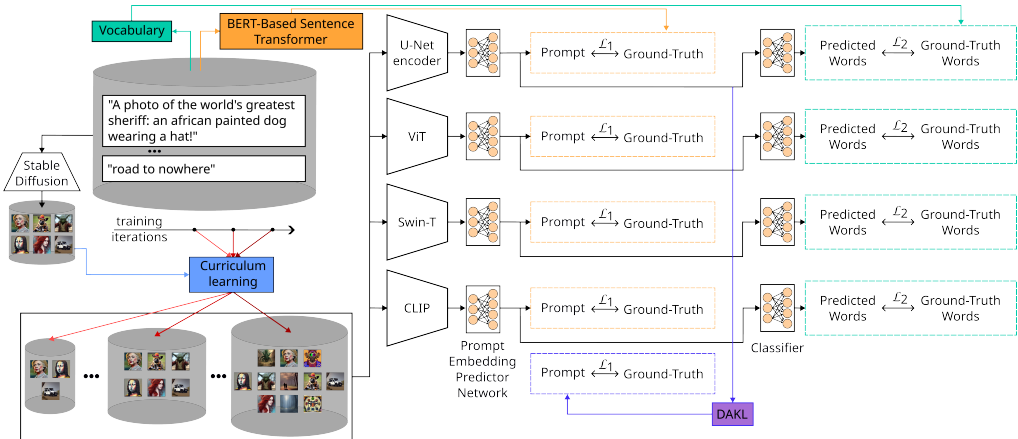 Vocabulary
BERT-Based Sentence
Transformer
"A photo of the world's greatest
sheriff: an african painted dog
wearing a hat!"
•••
"road to nowhere"
Stable
Diffusion
training
iterations
Curriculum
learning
•••
•••
U-Net
encoder
Prompt ℒ1 Ground-Truth
Predicted
Words
ℒ2
Ground-Truth
Words
ViT
Prompt ℒ1 Ground-Truth
Predicted
Words
ℒ2
Ground-Truth
Words
Swin-T
Prompt ℒ1 Ground-Truth
Predicted
Words
ℒ2
Ground-Truth
Words
CLIP
Prompt ℒ1 Ground-Truth
Predicted
Words
ℒ2
Ground-Truth
Words
Prompt
Embedding
Predictor
Network
Classifier
Prompt ℒ1 Ground-Truth
DAKL